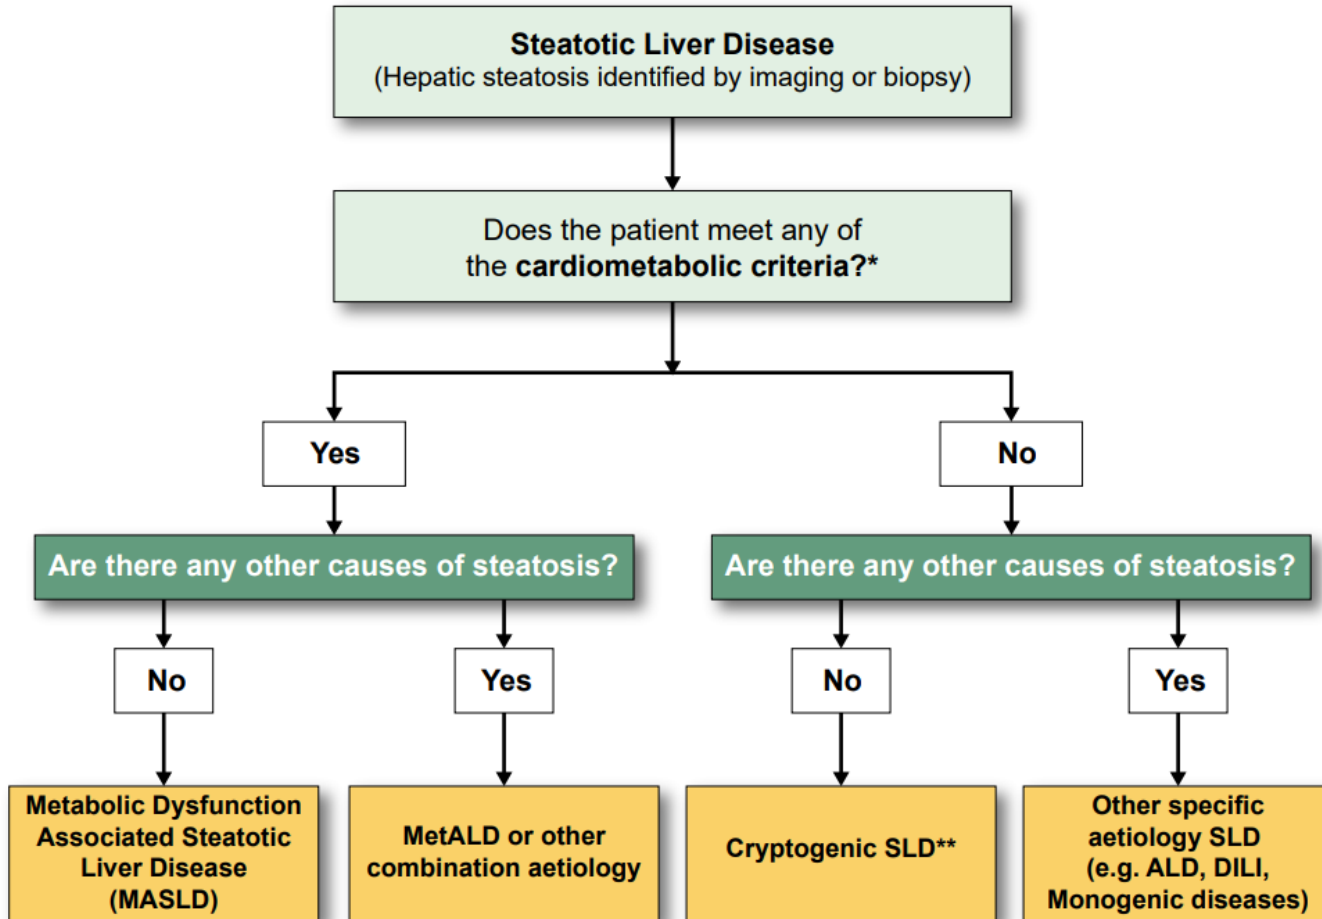 Steatotic Liver Disease
(Hepatic steatosis identified by imaging or biopsy)
Does the patient meet any of
the cardiometabolic criteria?*
Yes
No
Are there any other causes of steatosis?
Are there any other causes of steatosis?
No
Yes
No
Yes
Metabolic Dysfunction
Associated Steatotic
Liver Disease
(MASLD)
MetALD or other
combination aetiology
Cryptogenic SLD**
Other specific
aetiology SLD
(e.g. ALD, DILI,
Monogenic diseases)